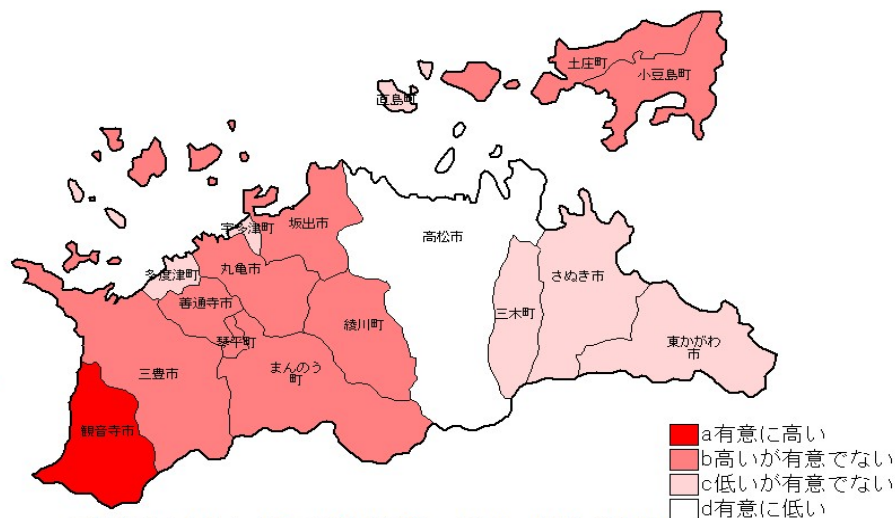 土庄町
小豆島町
直島町
宇多津町
坂出市
高松市
多度津町
丸亀市
さぬき市
善通寺市
三木町
綾川町
琴平町
東かがわ
市
まんのう
町
三豊市
観音寺市
a有意に高い
b高いが有意でない
c低いが有意でない
d有意に低い